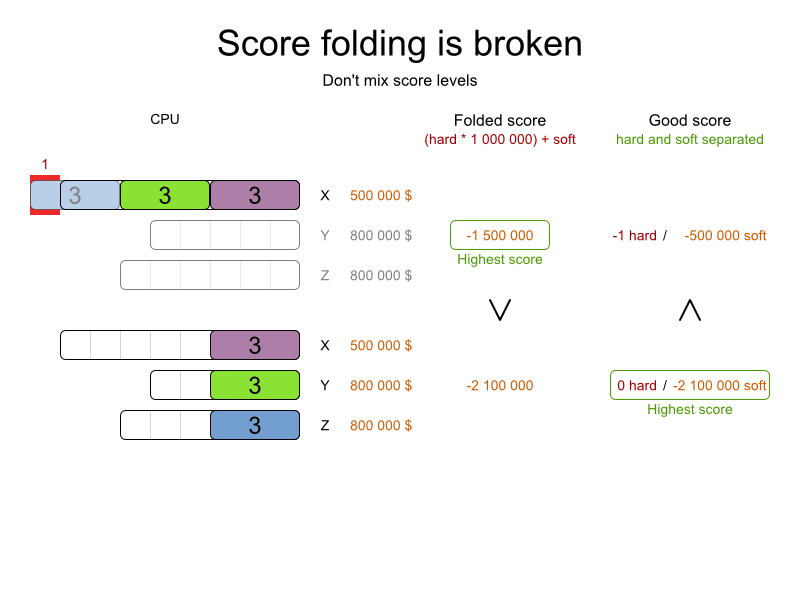 Score folding is broken
Don't mix score levels
CPU
Folded score
Good score
(hard * 1 000 000) + soft
hard and soft separated
1
3 3 3 X 500 000 $
Y 800 000 $ -1 500 000 -1 hard / -500 000 soft
Highest score
Z 800 000 $
3 X 500 000 $
3 Y 800 000 $ -2 100 000 0 hard / -2 100 000 soft
Highest score
3 Z 800 000 $